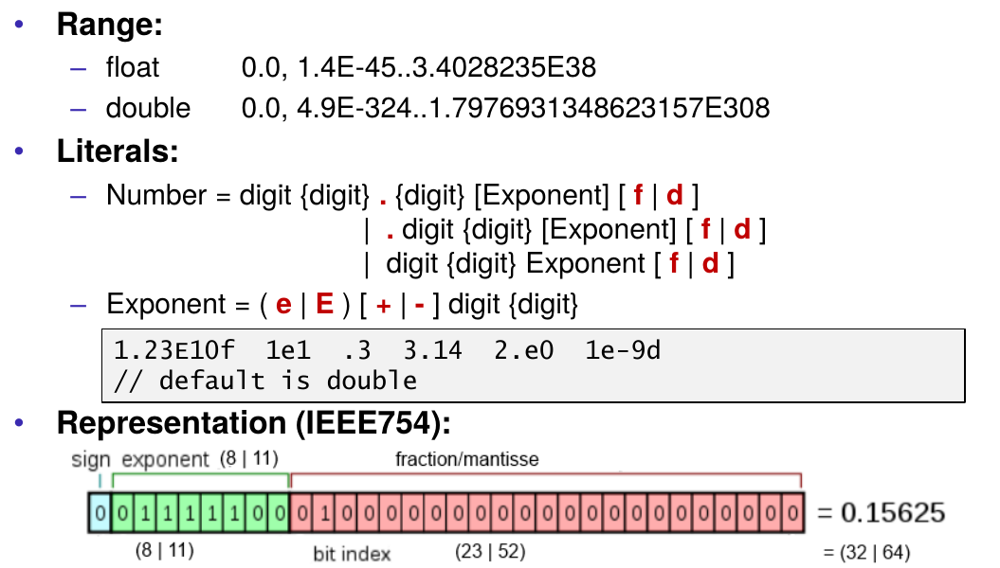 • Range:
– float 0.0, 1.4E-45..3.4028235E38
– double 0.0, 4.9E-324..1.7976931348623157E308
• Literals:
– Number = digit {digit} . {digit} [Exponent] [ f | d ]
| . digit {digit} [Exponent] [ f | d ]
| digit {digit} Exponent [ f | d ]
– Exponent = ( e | E ) [ + | - ] digit {digit}
1.23E10f 1e1 .3 3.14 2.e0 1e-9d
// default is double
• Representation (IEEE754):
sign exponent (8 | 11) fraction/mantisse
0 0 1 1 1 1 1 0 0 0 1 0 0 0 0 0 0 0 0 0 0 0 0 0 0 0 0 0 0 0 0 0 = 0.15625
(8 | 11) bit index (23 | 52) = (32 | 64)